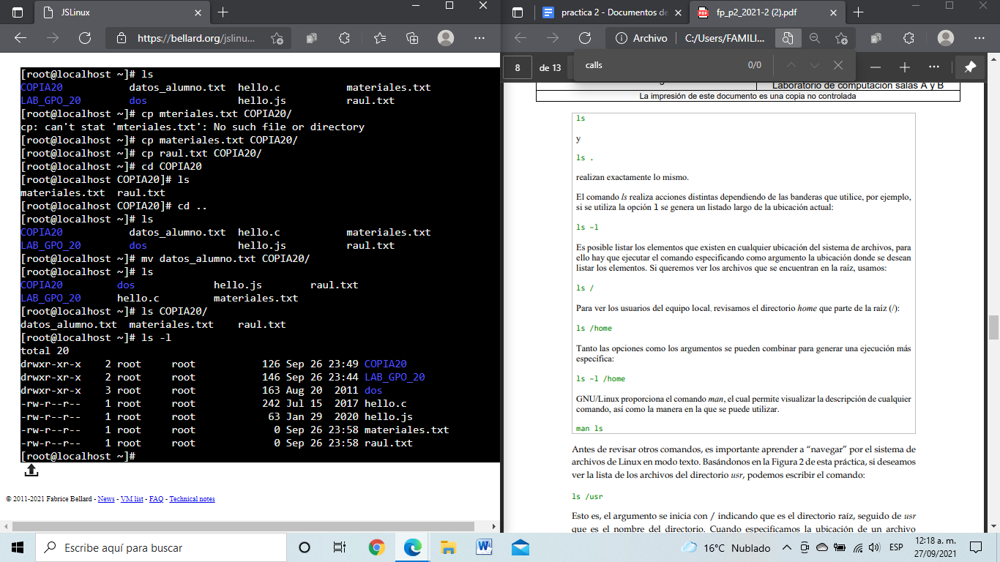 JSLinux
https://bellard.org/jslinu...
[root@localhost ~]# ls
COPIA20 datos_alumno.txt hello.c materiales.txt
LAB_GPO_20 dos hello.js raul.txt
[root@localhost ~]# cp mteriales.txt COPIA20/
cp: can't stat 'mteriales.txt': No such file or directory
[root@localhost ~]# cp materiales.txt COPIA20/
[root@localhost ~]# cp raul.txt COPIA20/
[root@localhost ~]# cd COPIA20
[root@localhost COPIA20]# ls
materiales.txt raul.txt
[root@localhost COPIA20]# cd ..
[root@localhost ~]# ls
COPIA20 datos_alumno.txt hello.c materiales.txt
LAB_GPO_20 dos hello.js raul.txt
[root@localhost ~]# mv datos_alumno.txt COPIA20/
[root@localhost ~]# ls
COPIA20 dos hello.js raul.txt
LAB_GPO_20 hello.c materiales.txt
[root@localhost ~]# ls COPIA20/
datos_alumno.txt materiales.txt raul.txt
[root@localhost ~]# ls -l
total 20
drwxr-xr-x 2 root root 126 Sep 26 23:49 COPIA20
drwxr-xr-x 2 root root 146 Sep 26 23:44 LAB_GPO_20
drwxr-xr-x 3 root root 163 Aug 20 2011 dos
-rw-r--r-- 1 root root 242 Jul 15 2017 hello.c
-rw-r--r-- 1 root root 63 Jan 29 2020 hello.js
-rw-r--r-- 1 root root 0 Sep 26 23:58 materiales.txt
-rw-r--r-- 1 root root 0 Sep 26 23:58 raul.txt
[root@localhost ~]#
© 2011-2021 Fabrice Bellard - News - VM list - FAQ - Technical notes
practica 2 - Documentos de
fp_p2_2021-2 (2).pdf
Archivo
C:/Users/FAMILI...
8 de 13
calls 0/0
Laboratorio de computación salas A y B
La impresión de este documento es una copia no controlada
ls
y
ls .
realizan exactamente lo mismo.
El comando ls realiza acciones distintas dependiendo de las banderas que utilice, por ejemplo,
si se utiliza la opción l se genera un listado largo de la ubicación actual:
ls –l
Es posible listar los elementos que existen en cualquier ubicación del sistema de archivos, para
ello hay que ejecutar el comando especificando como argumento la ubicación donde se desean
listar los elementos. Si queremos ver los archivos que se encuentran en la raíz, usamos:
ls /
Para ver los usuarios del equipo local, revisamos el directorio home que parte de la raíz (/):
ls /home
Tanto las opciones como los argumentos se pueden combinar para generar una ejecución más
específica:
ls –l /home
GNU/Linux proporciona el comando man, el cual permite visualizar la descripción de cualquier
comando, así como la manera en la que se puede utilizar.
man ls
Antes de revisar otros comandos, es importante aprender a “navegar” por el sistema de
archivos de Linux en modo texto. Basándonos en la Figura 2 de esta práctica, si deseamos
ver la lista de los archivos del directorio usr, podemos escribir el comando:
ls /usr
Esto es, el argumento se inicia con / indicando que es el directorio raíz, seguido de usr
que es el nombre del directorio. Cuando especificamos la ubicación de un archivo
Escribe aquí para buscar
16°C Nublado
ESP
12:18 a. m.
27/09/2021